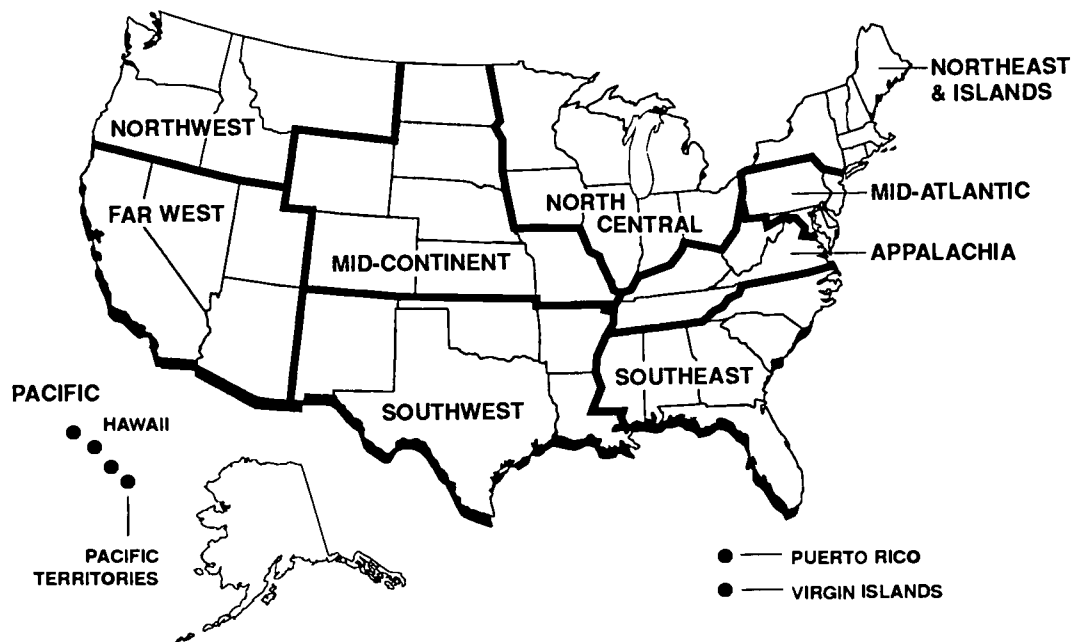 NORTHEAST
& ISLANDS
NORTHWEST
MID-ATLANTIC
NORTH
CENTRAL
FAR WEST
APPALACHIA
MID-CONTINENT
SOUTHEAST
PACIFIC
SOUTHWEST
HAWAII
PACIFIC
TERRITORIES
PUERTO RICO
VIRGIN ISLANDS